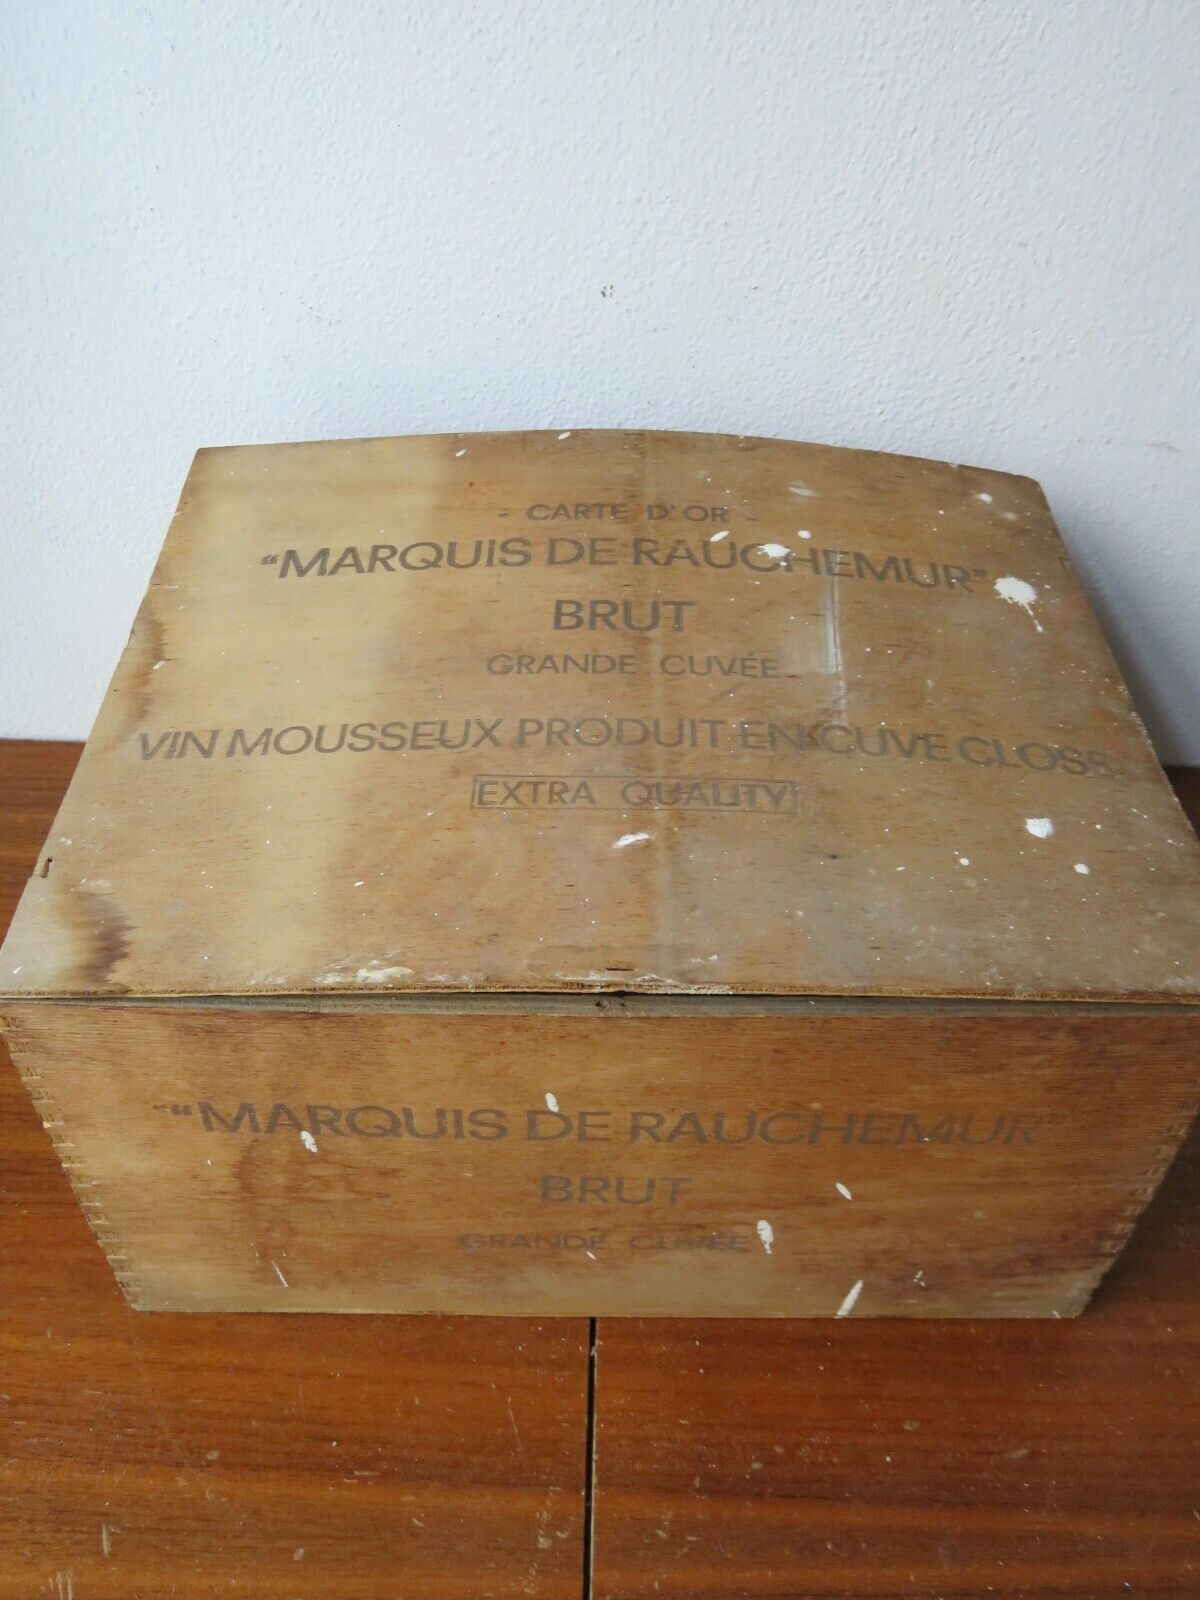 - CARTE D'OR -
"MARQUIS DE RAUCHEMUR"
BRUT
GRANDE CUVÉE
VIN MOUSSEUX PRODUIT EN CUVE CLOSE
EXTRA QUALITY
"MARQUIS DE RAUCHEMUR"
BRUT
GRANDE CUVÉE